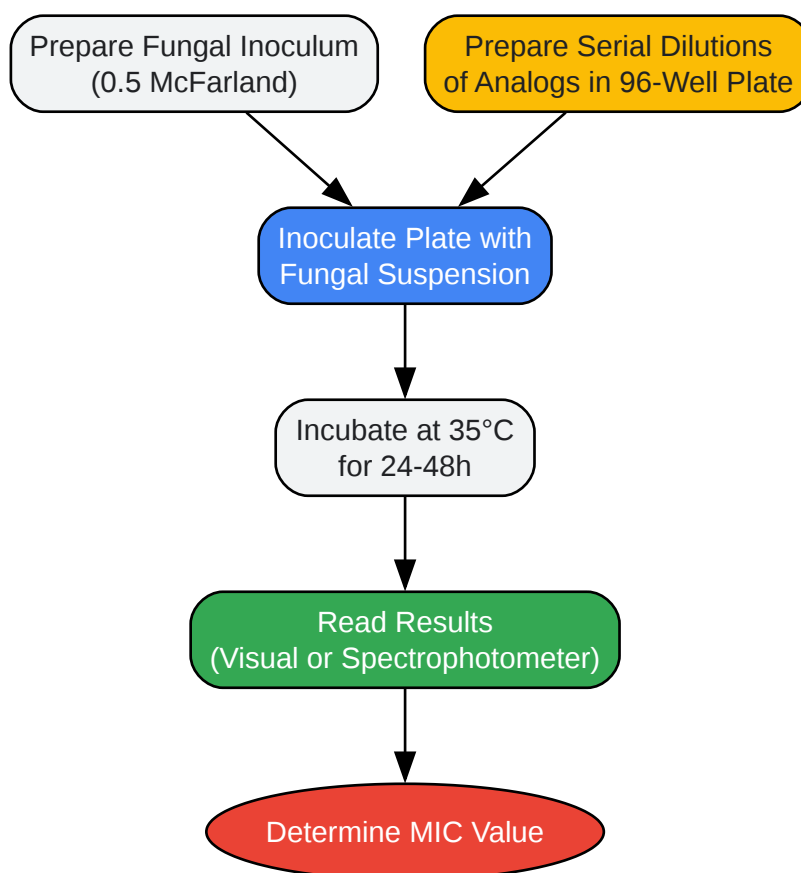 Prepare Fungal Inoculum
(0.5 McFarland)
Prepare Serial Dilutions
of Analogs in 96-Well Plate
Inoculate Plate with
Fungal Suspension
Incubate at 35°C
for 24-48h
Read Results
(Visual or Spectrophotometer)
Determine MIC Value